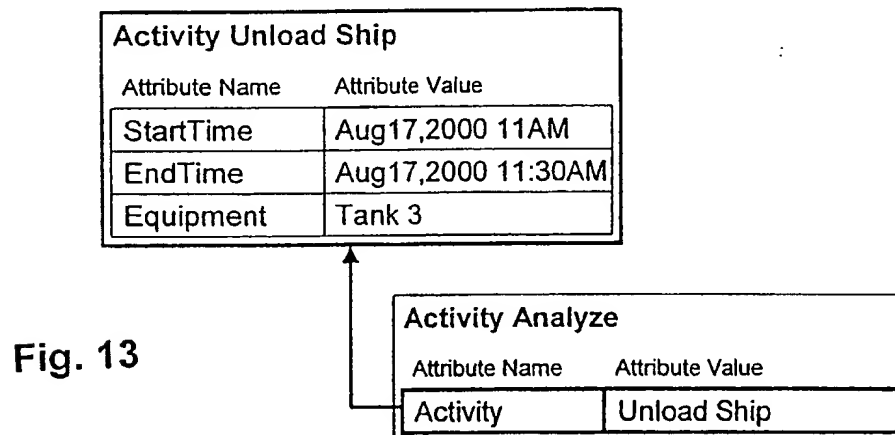 Activity Unload Ship
Attribute Name Attribute Value
StartTime Aug17,2000 11AM
EndTime Aug17,2000 11:30AM
Equipment Tank 3
Fig. 13
Activity Analyze
Attribute Name Attribute Value
Activity Unload Ship